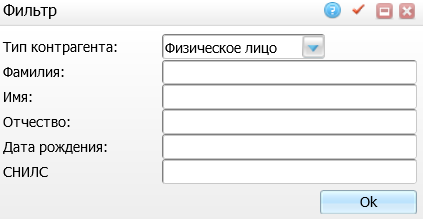 Фильтр
Тип контрагента: Физическое лицо
Фамилия:
Имя:
Отчество:
Дата рождения:
СНИЛС
Ok